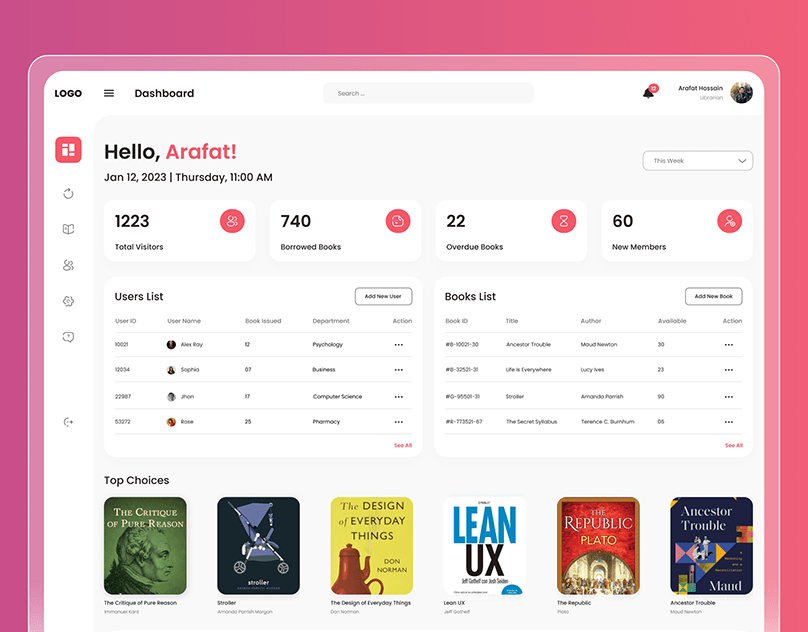 LOGO
Dashboard
Search ...
12
Arafat Hossain
Librarian
Hello, Arafat!
Jan 12, 2023 | Thursday, 11:00 AM
This Week
1223
Total Visitors
740
Borrowed Books
22
Overdue Books
60
New Members
Users List
Add New User
User ID User Name Book Issued Department Action
10021 Alex Ray 12 Psychology
12034 Sophia 07 Business
22987 Jhon 17 Computer Science
53272 Rose 25 Pharmacy
See All
Books List
Add New Book
Book ID Title Author Available Action
#B-10021-30 Ancestor Trouble Maud Newton 30
#B-32521-31 Life is Everywhere Lucy Ives 23
#G-95501-31 Stroller Amanda Parrish 90
#R-773521-67 The Secret Syllabus Terence C. Burnhum 06
See All
Top Choices
THE CRITIQUE
OF PURE REASON
The Critique of Pure Reason
Immanuel Kant
stroller
Stroller
Amanda Parrish Morgan
The DESIGN
of EVERYDAY
THINGS
DON
NORMAN
The Design of Everyday Things
Don Norman
LEAN
UX
Jeff Gothelf con Josh Seiden
Lean UX
Jeff Gothelf
THE
REPUBLIC
PLATO
The Republic
Plato
Ancestor
Trouble
Maud
Ancestor Trouble
Maud Newton